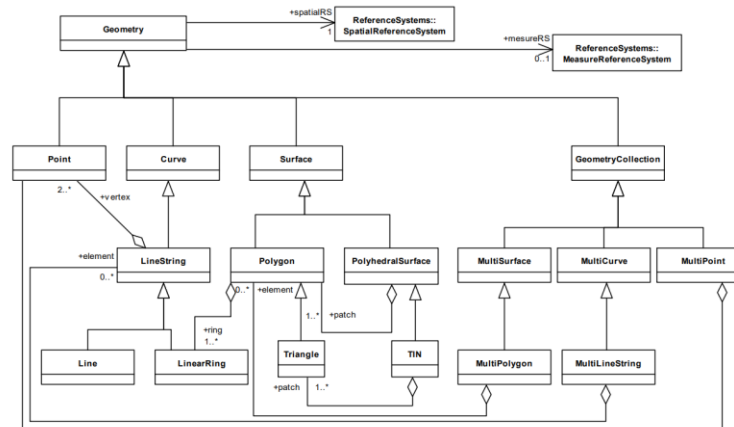 +spatialRS
ReferenceSystems::
Geometry
SpatialReferenceSystem
1
+mesureRS
ReferenceSystems::
MeasureReferenceSystem
0..1
Point
Curve
Surface
GeometryCollection
2..*
+vertex
+element
LineString
Polygon
PolyhedralSurface
MultiSurface
MultiCurve
MultiPoint
0..*
0..*
+element
+ring
1..*
1..*
+patch
Line
LinearRing
Triangle
TIN
MultiPolygon
MultiLineString
+patch
1..*